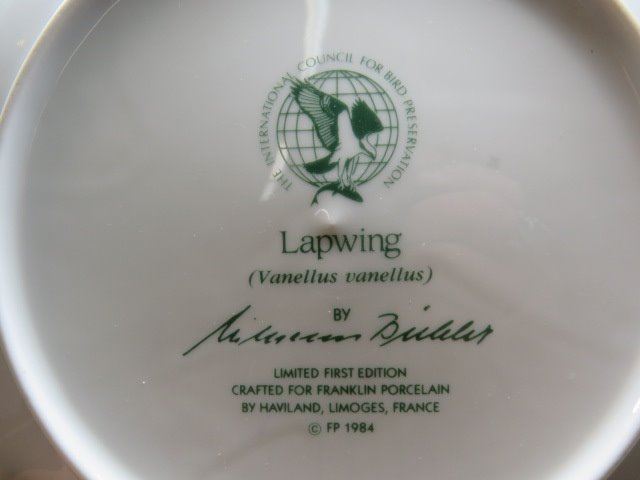 THE INTERNATIONAL COUNCIL FOR BIRD PRESERVATION
Lapwing
(Vanellus vanellus)
BY
LIMITED FIRST EDITION
CRAFTED FOR FRANKLIN PORCELAIN
BY HAVILAND, LIMOGES, FRANCE
© FP 1984